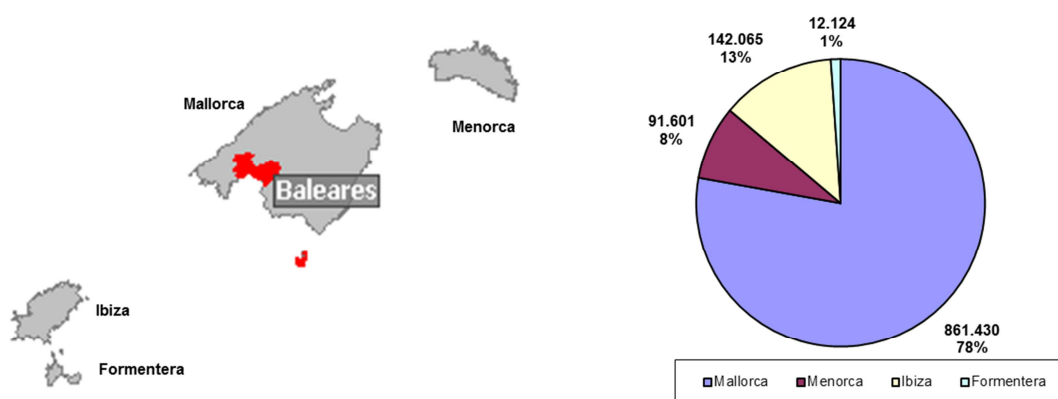 Mallorca
Menorca
Baleares
Ibiza
Formentera
12.124
1%
142.065
13%
91.601
8%
861.430
78%
Mallorca Menorca Ibiza Formentera